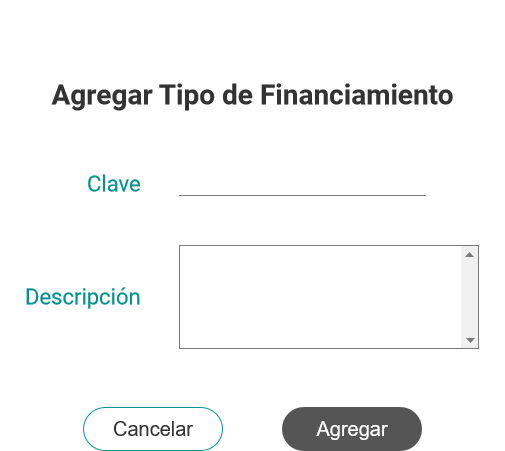 Agregar Tipo de Financiamiento
Clave
Descripción
Cancelar Agregar